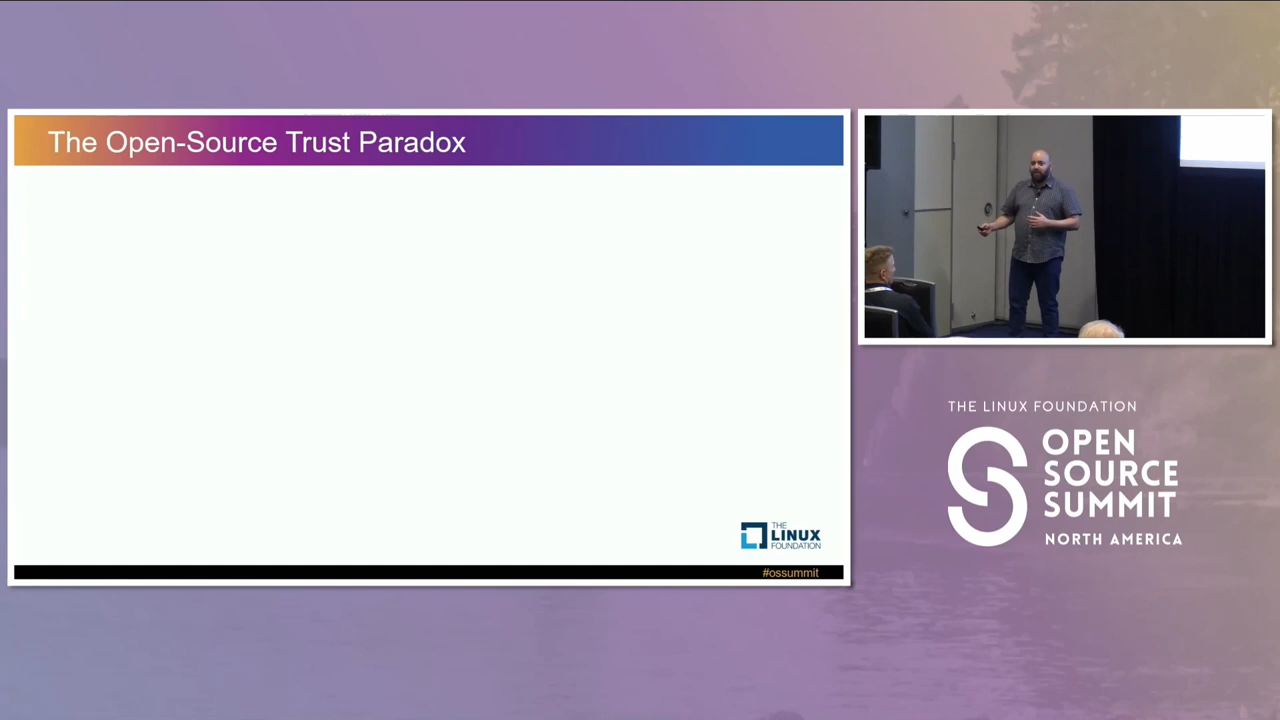 The Open-Source Trust Paradox
THE
LINUX
FOUNDATION
#ossummit
THE LINUX FOUNDATION
OPEN
SOURCE
SUMMIT
NORTH AMERICA